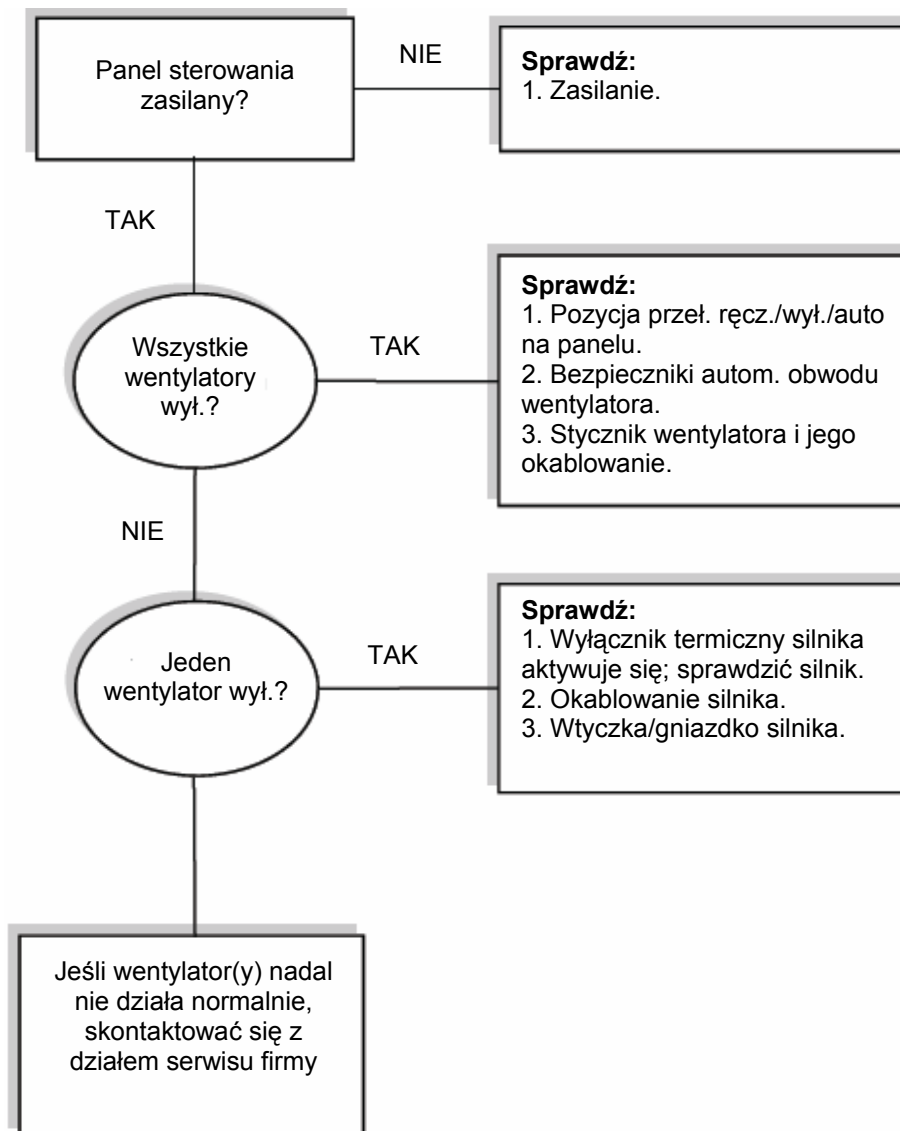 Panel sterowania
zasilany?
NIE
Sprawdź:
1. Zasilanie.
TAK
Wszystkie
wentylatory
wył.?
TAK
Sprawdź:
1. Pozycja przeł. ręcz./wył./auto
na panelu.
2. Bezpieczniki autom. obwodu
wentylatora.
3. Stycznik wentylatora i jego
okablowanie.
NIE
Jeden
wentylator wył.?
TAK
Sprawdź:
1. Wyłącznik termiczny silnika
aktywuje się; sprawdzić silnik.
2. Okablowanie silnika.
3. Wtyczka/gniazdko silnika.
Jeśli wentylator(y) nadal
nie działa normalnie,
skontaktować się z
działem serwisu firmy